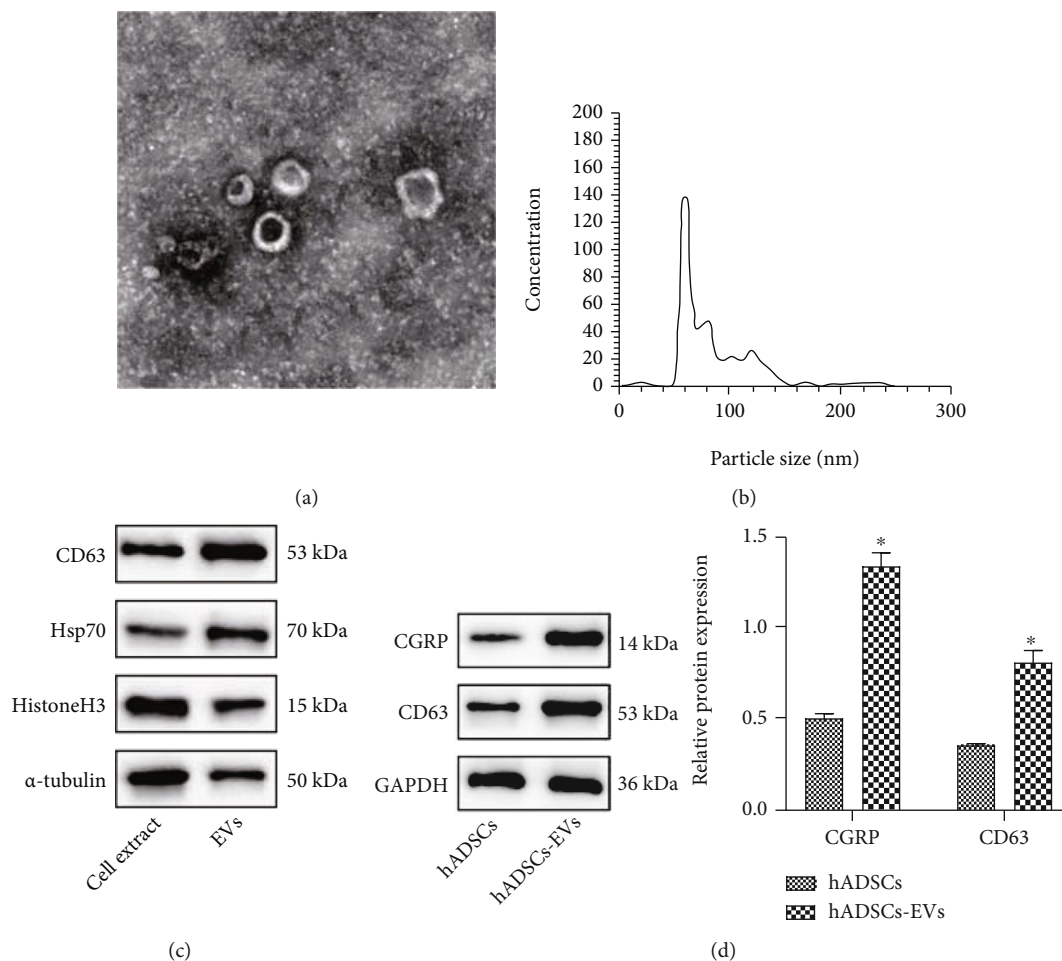 (a)
200
180
160
140
120
100
80
60
40
20
0
Concentration
0 100 200 300
Particle size (nm)
(b)
CD63 53 kDa
Hsp70 70 kDa
HistoneH3 15 kDa
α-tubulin 50 kDa
Cell extract EVs
(c)
CGRP 14 kDa
CD63 53 kDa
GAPDH 36 kDa
hADSCs hADSCs-EVs
1.5
1.0
0.5
0.0
Relative protein expression
* *
CGRP CD63
hADSCs
hADSCs-EVs
(d)